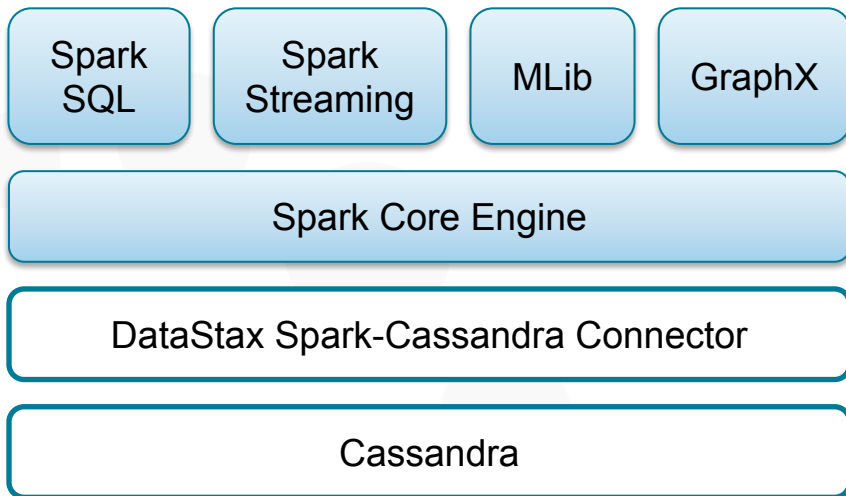 Spark
SQL
Spark
Streaming
MLib
GraphX
Spark Core Engine
DataStax Spark-Cassandra Connector
Cassandra